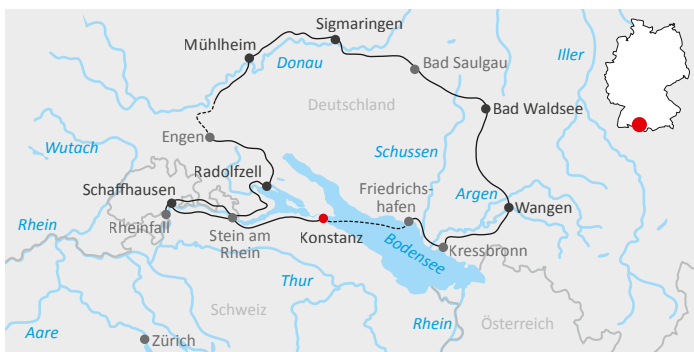 Sigmaringen
Mühlheim
Donau
Iller
Bad Saulgau
Deutschland
Bad Waldsee
Engen
Wutach
Schussen
Radolfzell
Schaffhausen
Friedrichs-
hafen
Argen
Wangen
Rheinfall
Rhein
Stein am
Rhein
Konstanz
Bodensee
Kressbronn
Thur
Schweiz
Rhein
Österreich
Aare
Zürich